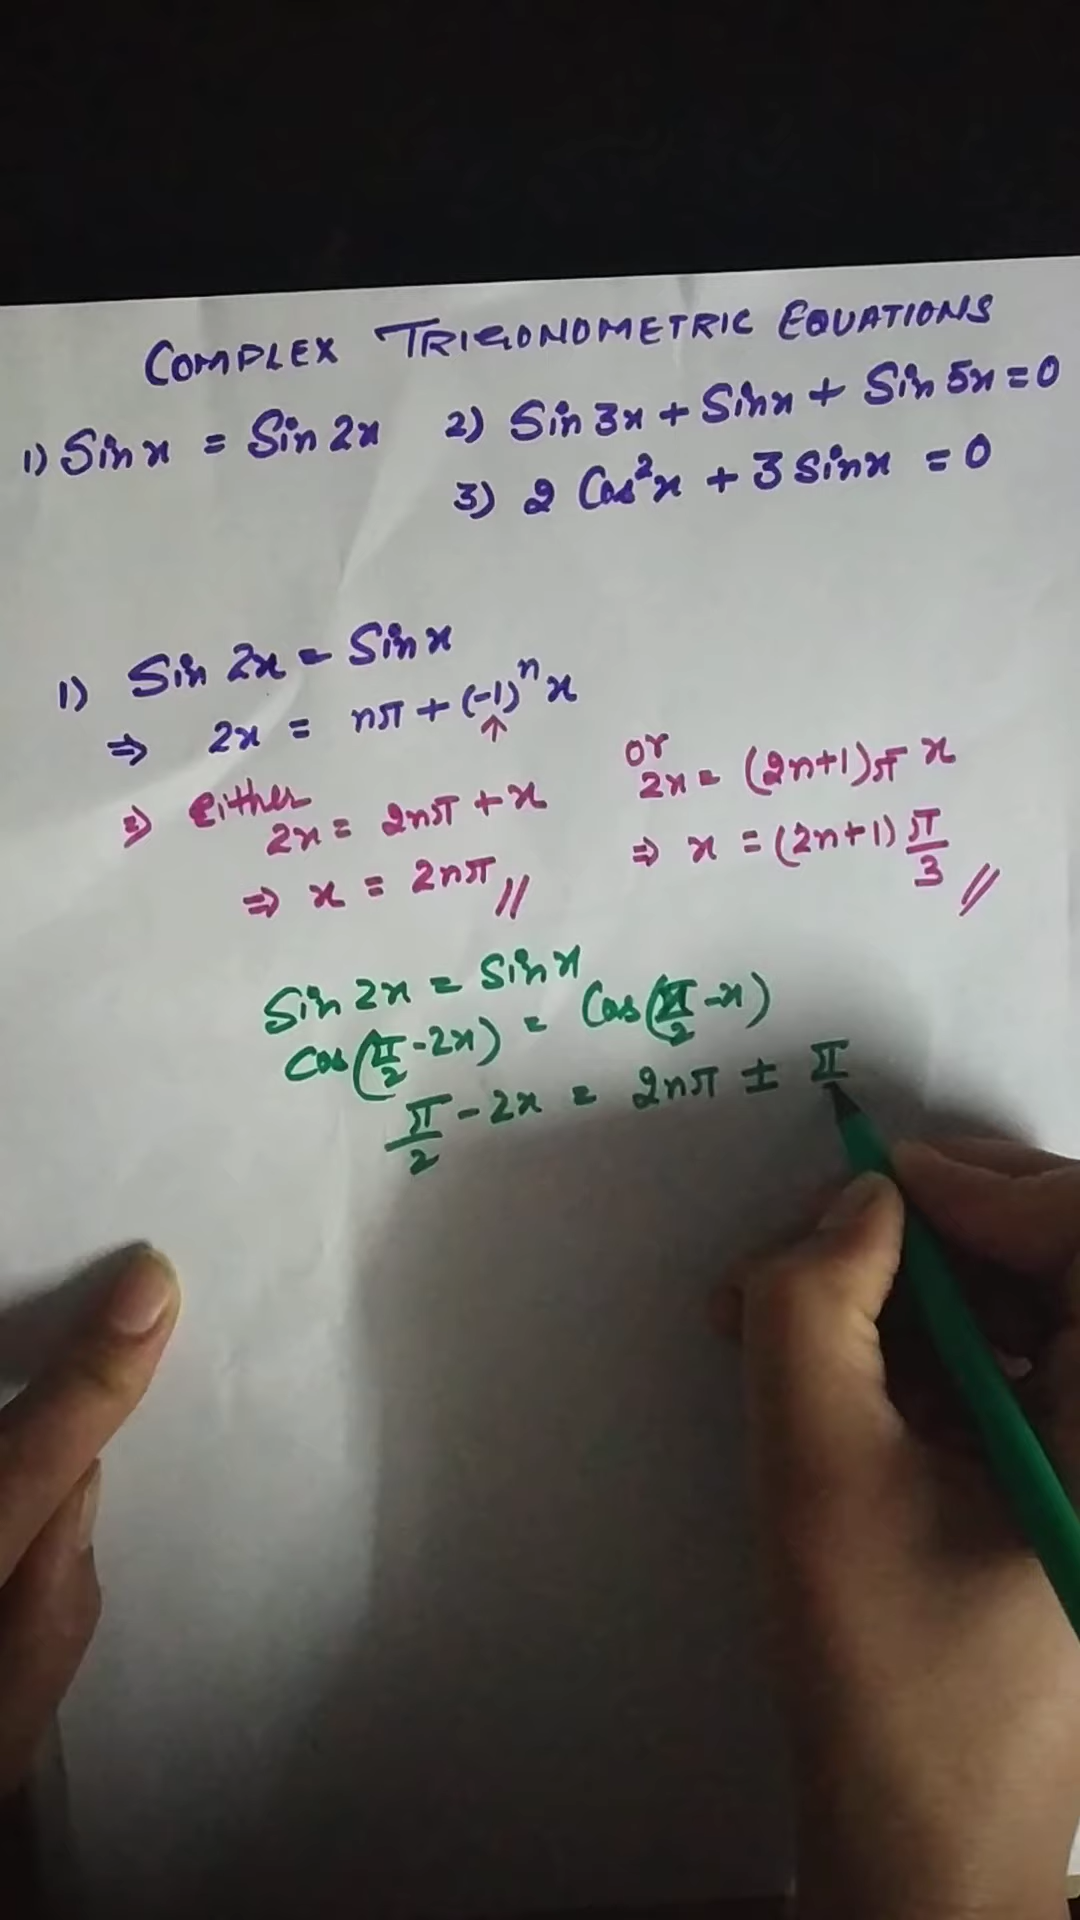 COMPLEX TRIGONOMETRIC EQUATIONS
1) Sin x = Sin 2x 2) Sin 3x + Sinx + Sin 5x = 0
3) 2 Cos²x + 3 Sinx = 0
1) Sin 2x = Sin x
⇒ 2x = nπ + (-1)ⁿ x
↑
⇒ either or
2x = 2nπ + x 2x = (2n+1)π - x
⇒ x = 2nπ // ⇒ x = (2n+1) π/3 //
Sin 2x = Sin x
Cos(π/2 - 2x) = Cos(π/2 - x)
π/2 - 2x = 2nπ ± π